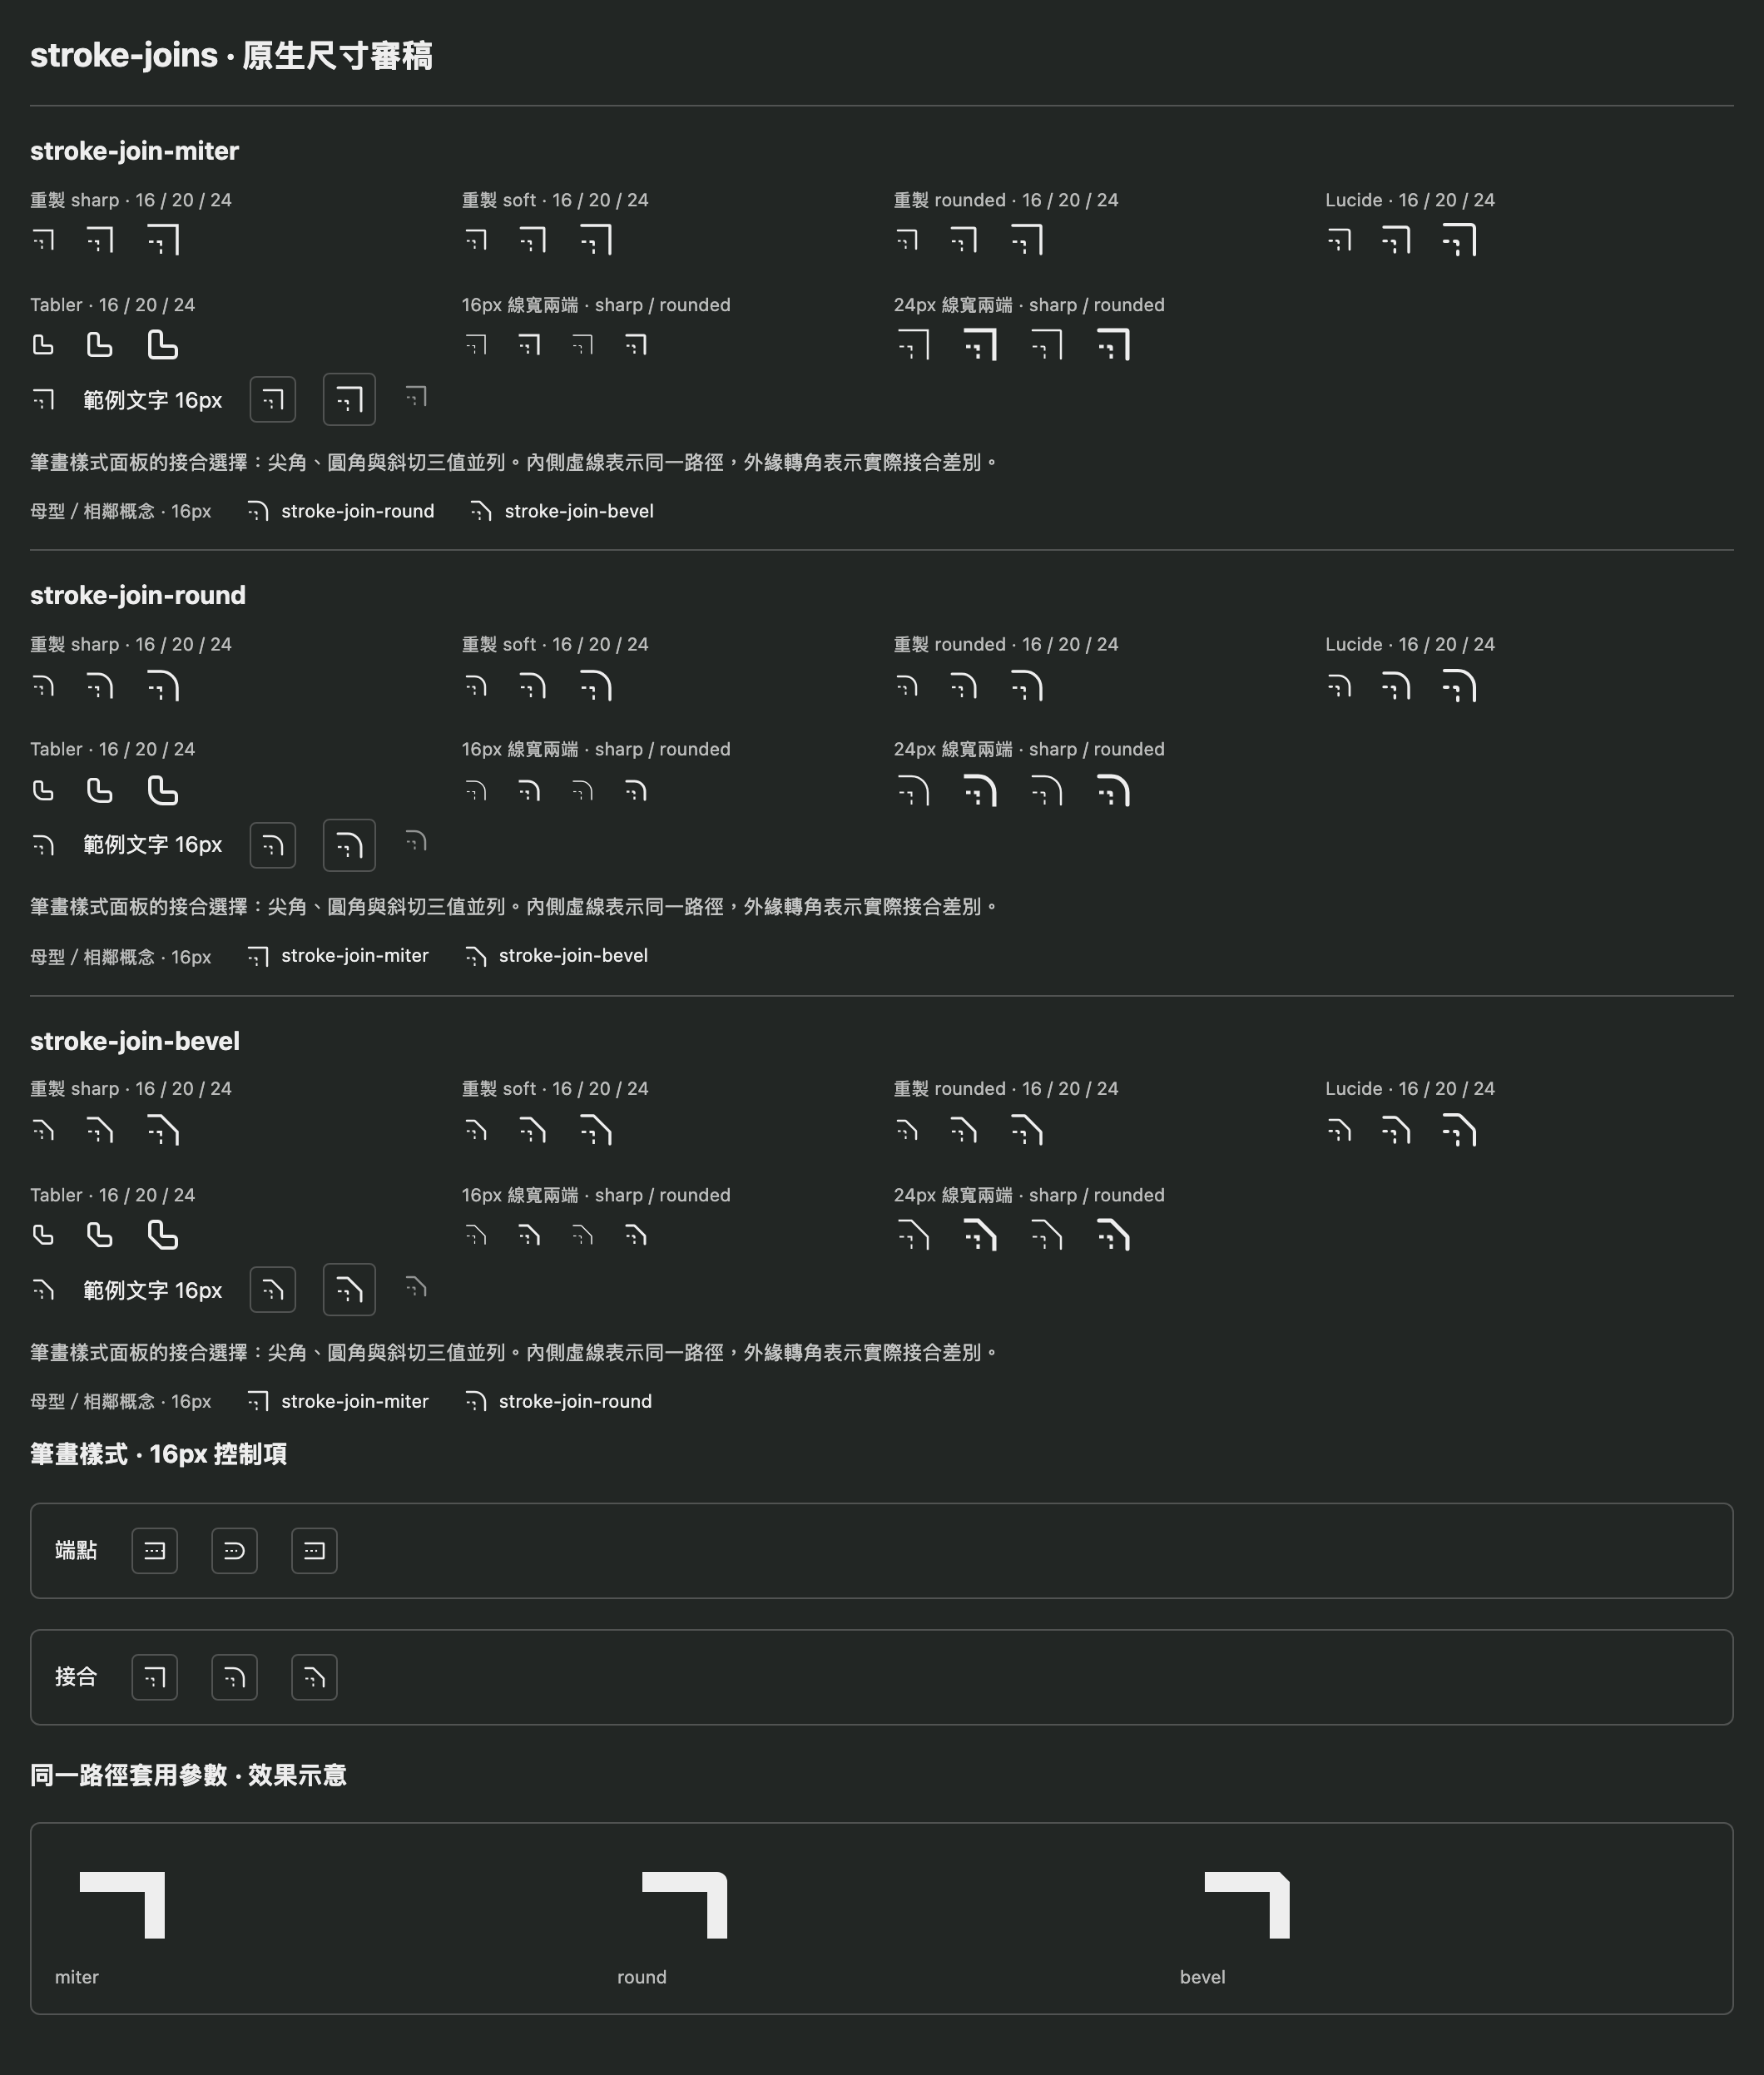 stroke-joins · 原生尺寸審稿
stroke-join-miter
重製 sharp · 16 / 20 / 24
重製 soft · 16 / 20 / 24
重製 rounded · 16 / 20 / 24
Lucide · 16 / 20 / 24
Tabler · 16 / 20 / 24
16px 線寬兩端 · sharp / rounded
24px 線寬兩端 · sharp / rounded
範例文字 16px
筆畫樣式面板的接合選擇：尖角、圓角與斜切三值並列。內側虛線表示同一路徑，外緣轉角表示實際接合差別。
母型 / 相鄰概念 · 16px stroke-join-round stroke-join-bevel
stroke-join-round
重製 sharp · 16 / 20 / 24
重製 soft · 16 / 20 / 24
重製 rounded · 16 / 20 / 24
Lucide · 16 / 20 / 24
Tabler · 16 / 20 / 24
16px 線寬兩端 · sharp / rounded
24px 線寬兩端 · sharp / rounded
範例文字 16px
筆畫樣式面板的接合選擇：尖角、圓角與斜切三值並列。內側虛線表示同一路徑，外緣轉角表示實際接合差別。
母型 / 相鄰概念 · 16px stroke-join-miter stroke-join-bevel
stroke-join-bevel
重製 sharp · 16 / 20 / 24
重製 soft · 16 / 20 / 24
重製 rounded · 16 / 20 / 24
Lucide · 16 / 20 / 24
Tabler · 16 / 20 / 24
16px 線寬兩端 · sharp / rounded
24px 線寬兩端 · sharp / rounded
範例文字 16px
筆畫樣式面板的接合選擇：尖角、圓角與斜切三值並列。內側虛線表示同一路徑，外緣轉角表示實際接合差別。
母型 / 相鄰概念 · 16px stroke-join-miter stroke-join-round
筆畫樣式 · 16px 控制項
端點
接合
同一路徑套用參數 · 效果示意
miter
round
bevel